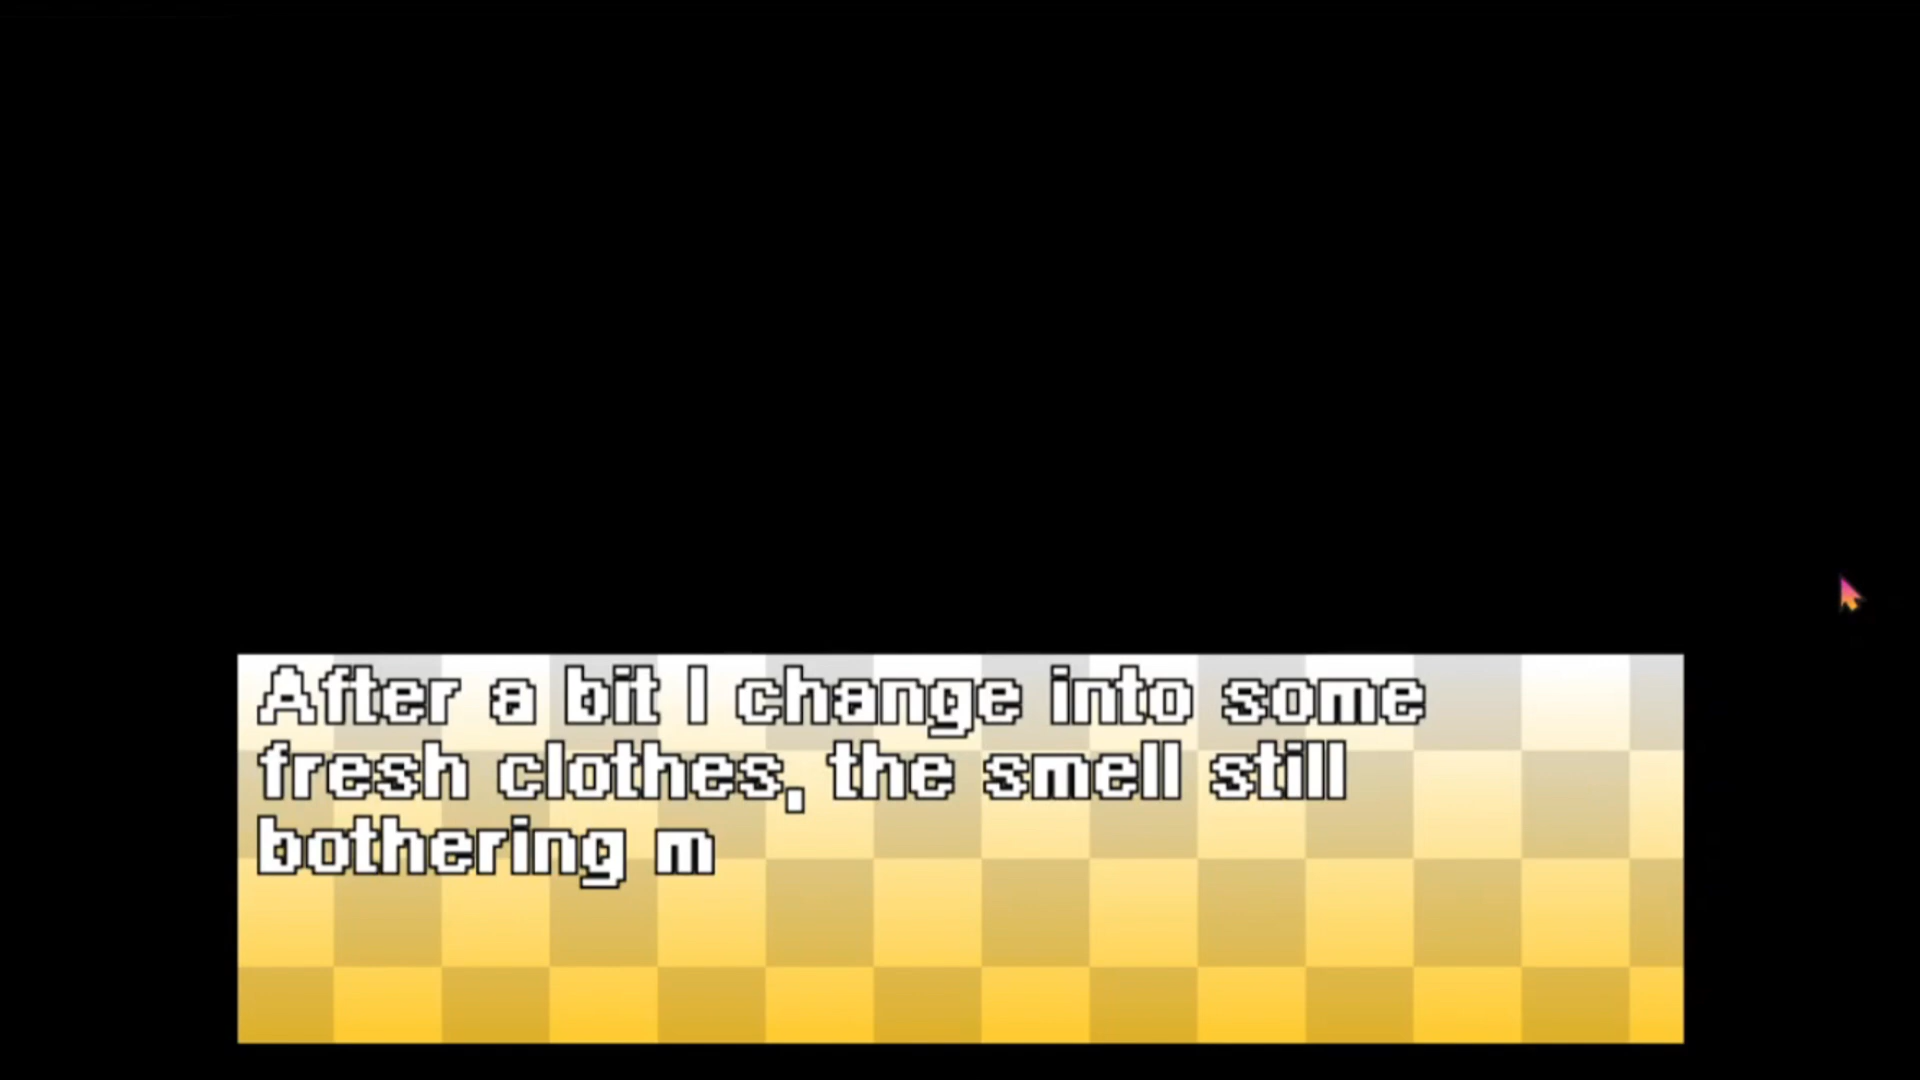 After a bit I change into some
fresh clothes, the smell still
bothering m